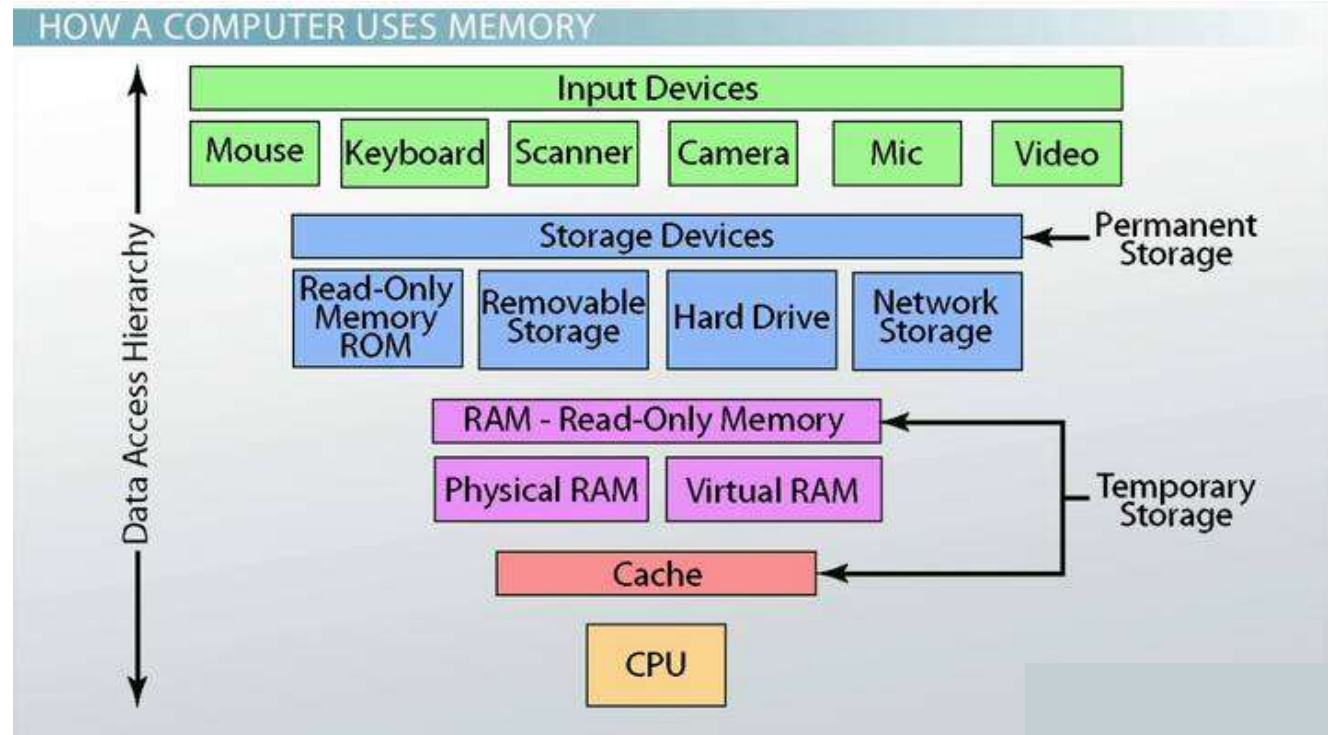 HOW A COMPUTER USES MEMORY
Data Access Hierarchy
Input Devices
Mouse
Keyboard
Scanner
Camera
Mic
Video
Storage Devices
Permanent
Storage
Read-Only
Memory
ROM
Removable
Storage
Hard Drive
Network
Storage
RAM - Read-Only Memory
Physical RAM
Virtual RAM
Temporary
Storage
Cache
CPU